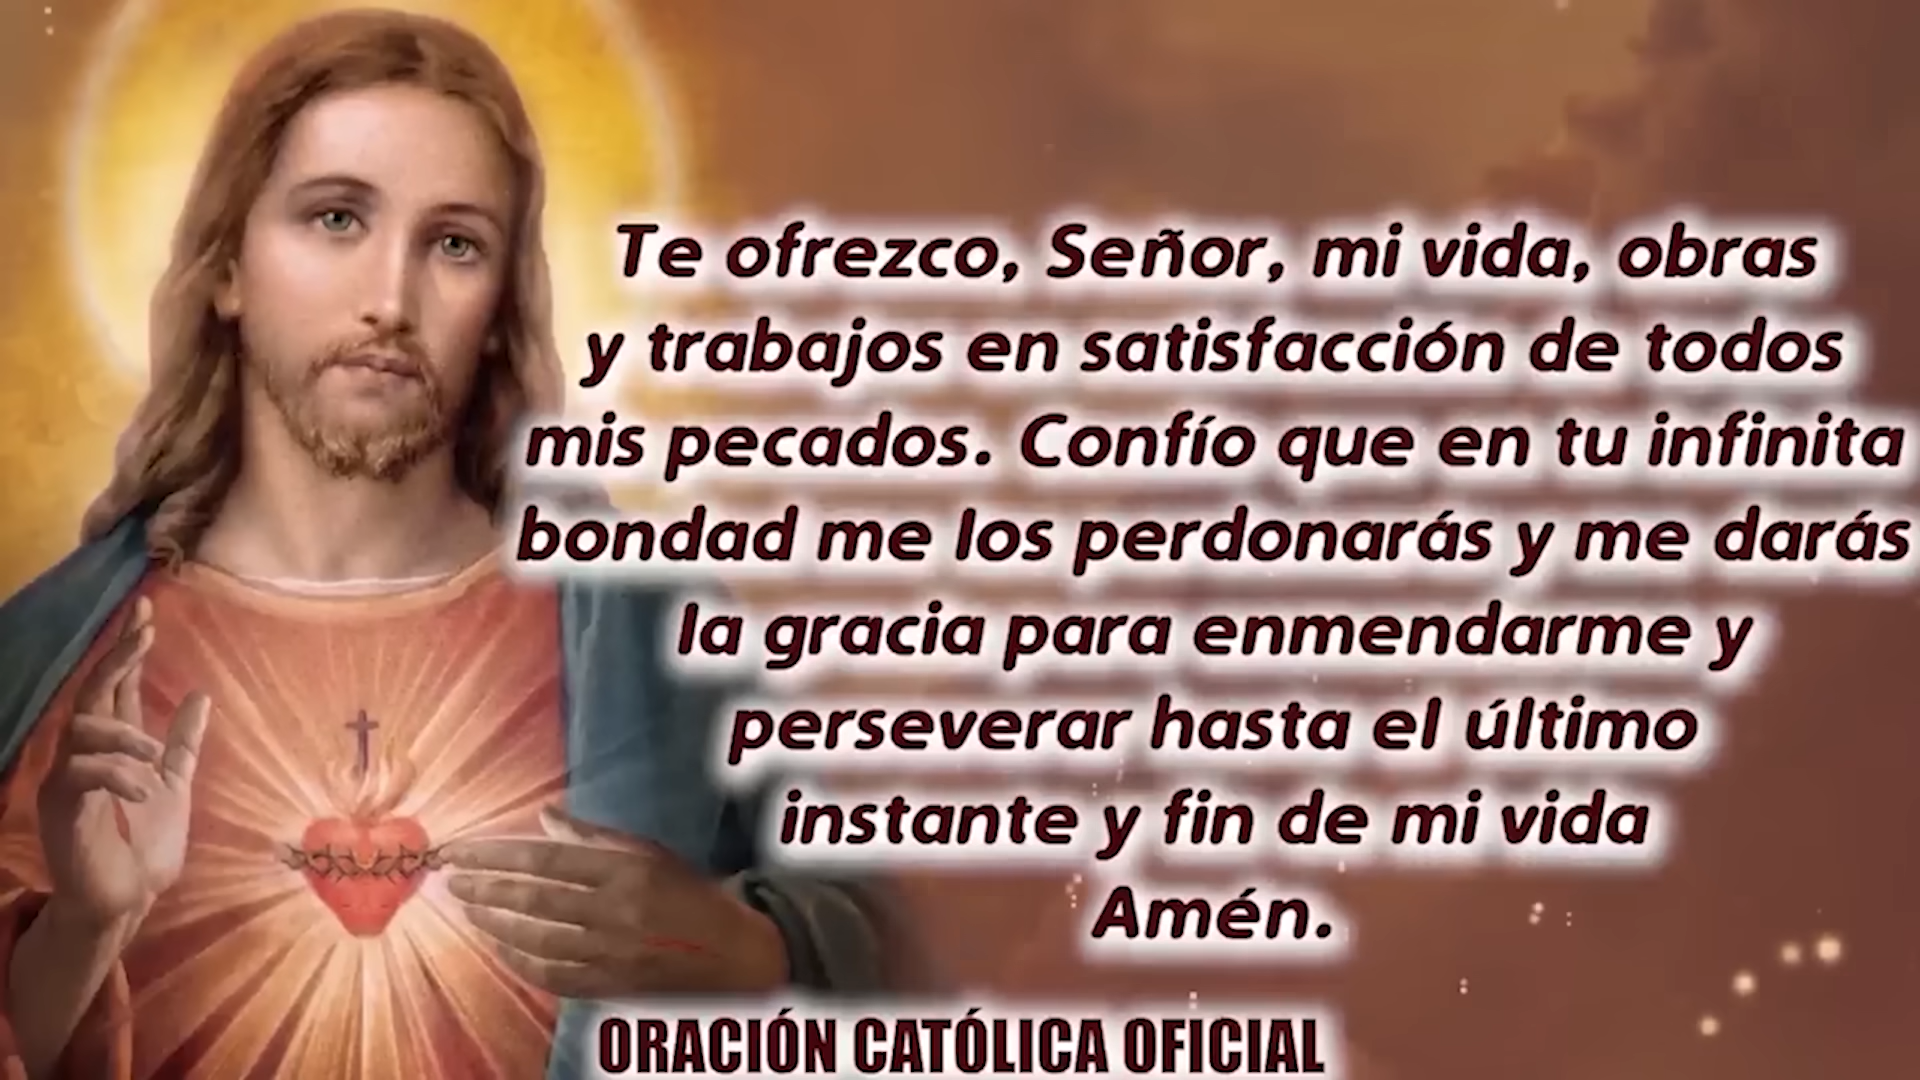 Te ofrezco, Señor, mi vida, obras
y trabajos en satisfacción de todos
mis pecados. Confío que en tu infinita
bondad me los perdonarás y me darás
la gracia para enmendarme y
perseverar hasta el último
instante y fin de mi vida
Amén.
ORACIÓN CATÓLICA OFICIAL